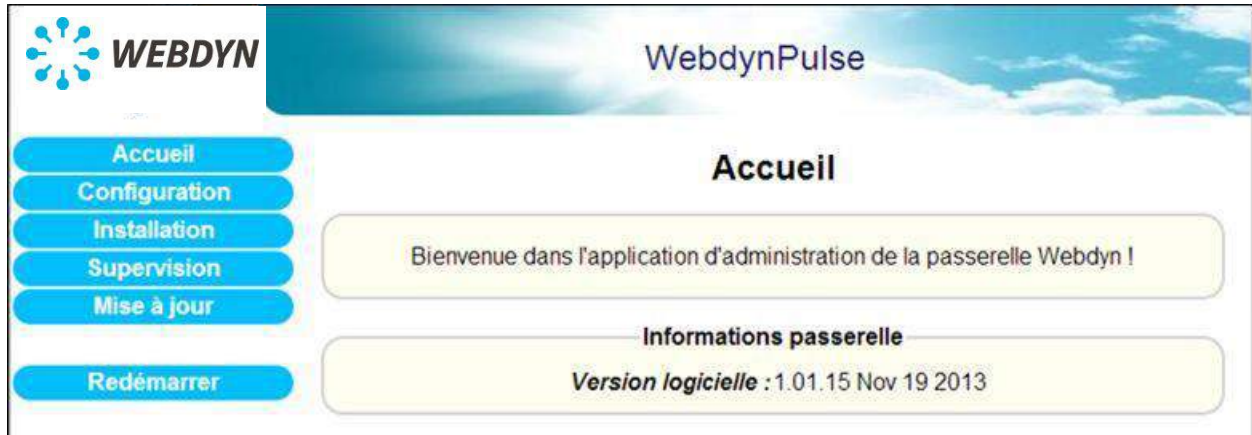 WEBDYN
WebdynPulse
Accueil
Configuration
Installation
Supervision
Mise à jour
Redémarrer
Accueil
Bienvenue dans l'application d'administration de la passerelle Webdyn !
Informations passerelle
Version logicielle : 1.01.15 Nov 19 2013